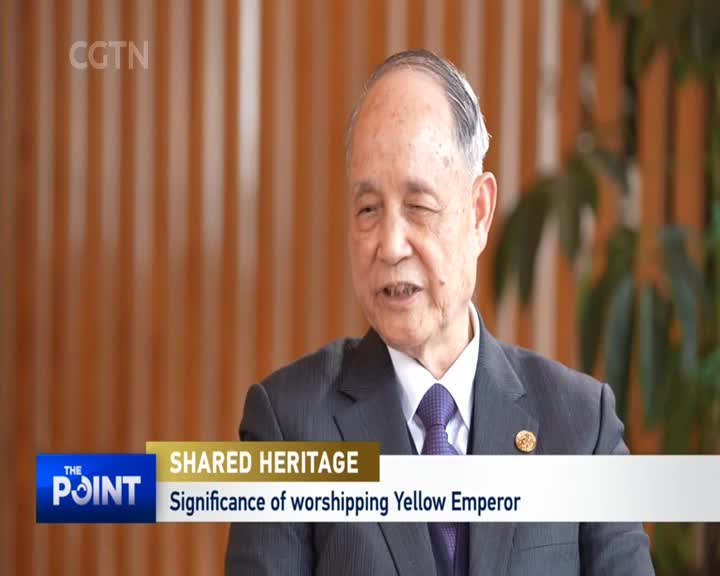 CGTN
SHARED HERITAGE
THE
POINT
Significance of worshipping Yellow Emperor